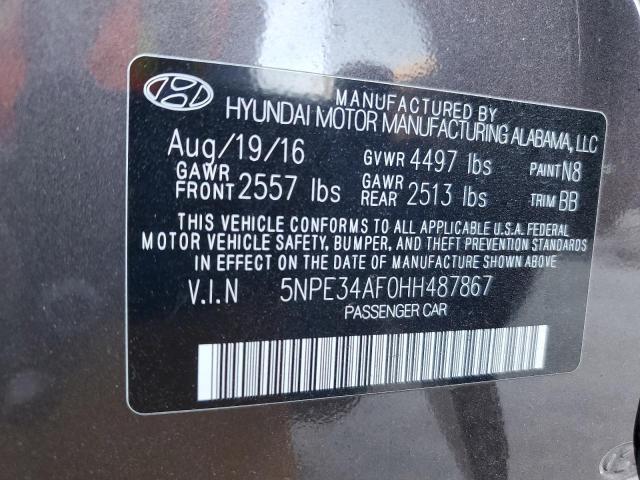 MANUFACTURED BY
HYUNDAI MOTOR MANUFACTURING ALABAMA, LLC
Aug/19/16 GVWR 4497 lbs PAINT N8
GAWR FRONT 2557 lbs GAWR REAR 2513 lbs TRIM BB
THIS VEHICLE CONFORMS TO ALL APPLICABLE U.S.A. FEDERAL
MOTOR VEHICLE SAFETY, BUMPER, AND THEFT PREVENTION STANDARDS
IN EFFECT ON THE DATE OF MANUFACTURE SHOWN ABOVE.
V.I.N 5NPE34AF0HH487867
PASSENGER CAR